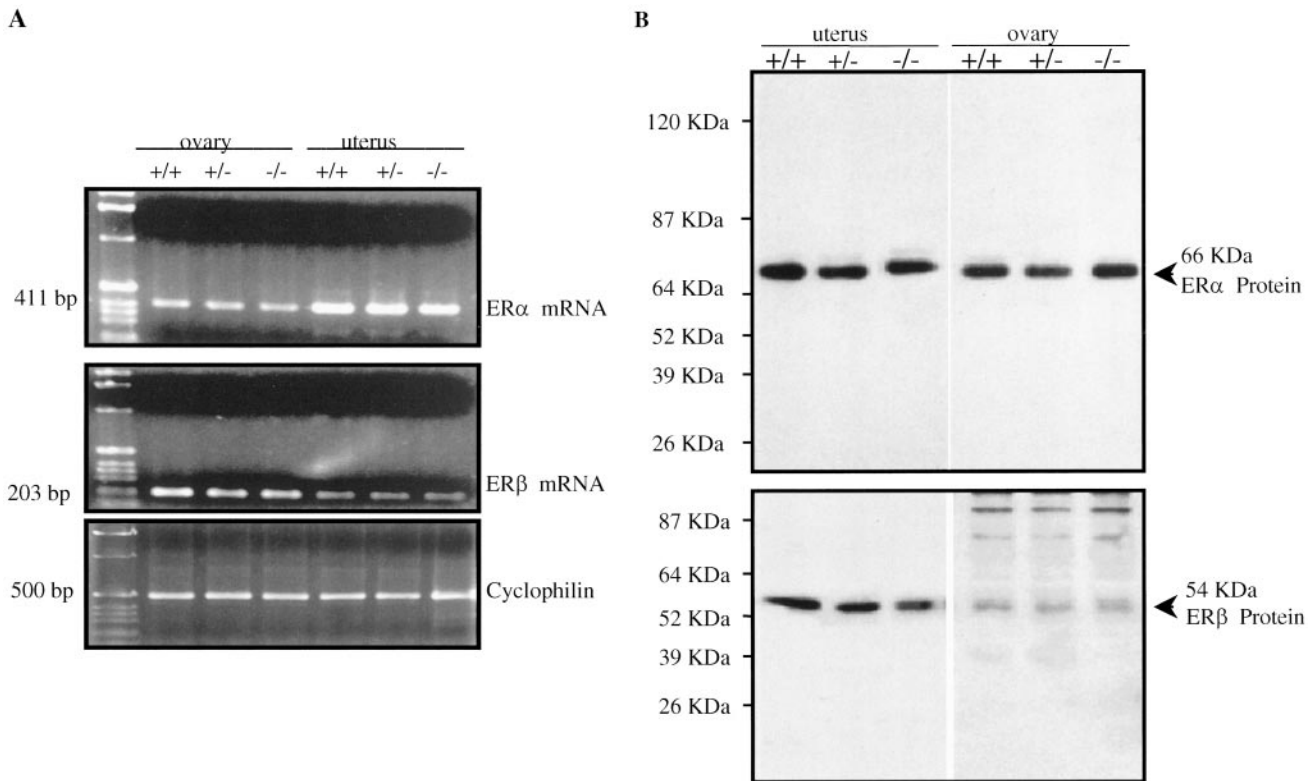 A
ovary uterus
+/+ +/- -/- +/+ +/- -/-
411 bp
ERα mRNA
203 bp
ERβ mRNA
500 bp
Cyclophilin
B
uterus ovary
+/+ +/- -/- +/+ +/- -/-
120 KDa
87 KDa
64 KDa
52 KDa
39 KDa
26 KDa
66 KDa
ERα Protein
87 KDa
64 KDa
52 KDa
39 KDa
26 KDa
54 KDa
ERβ Protein